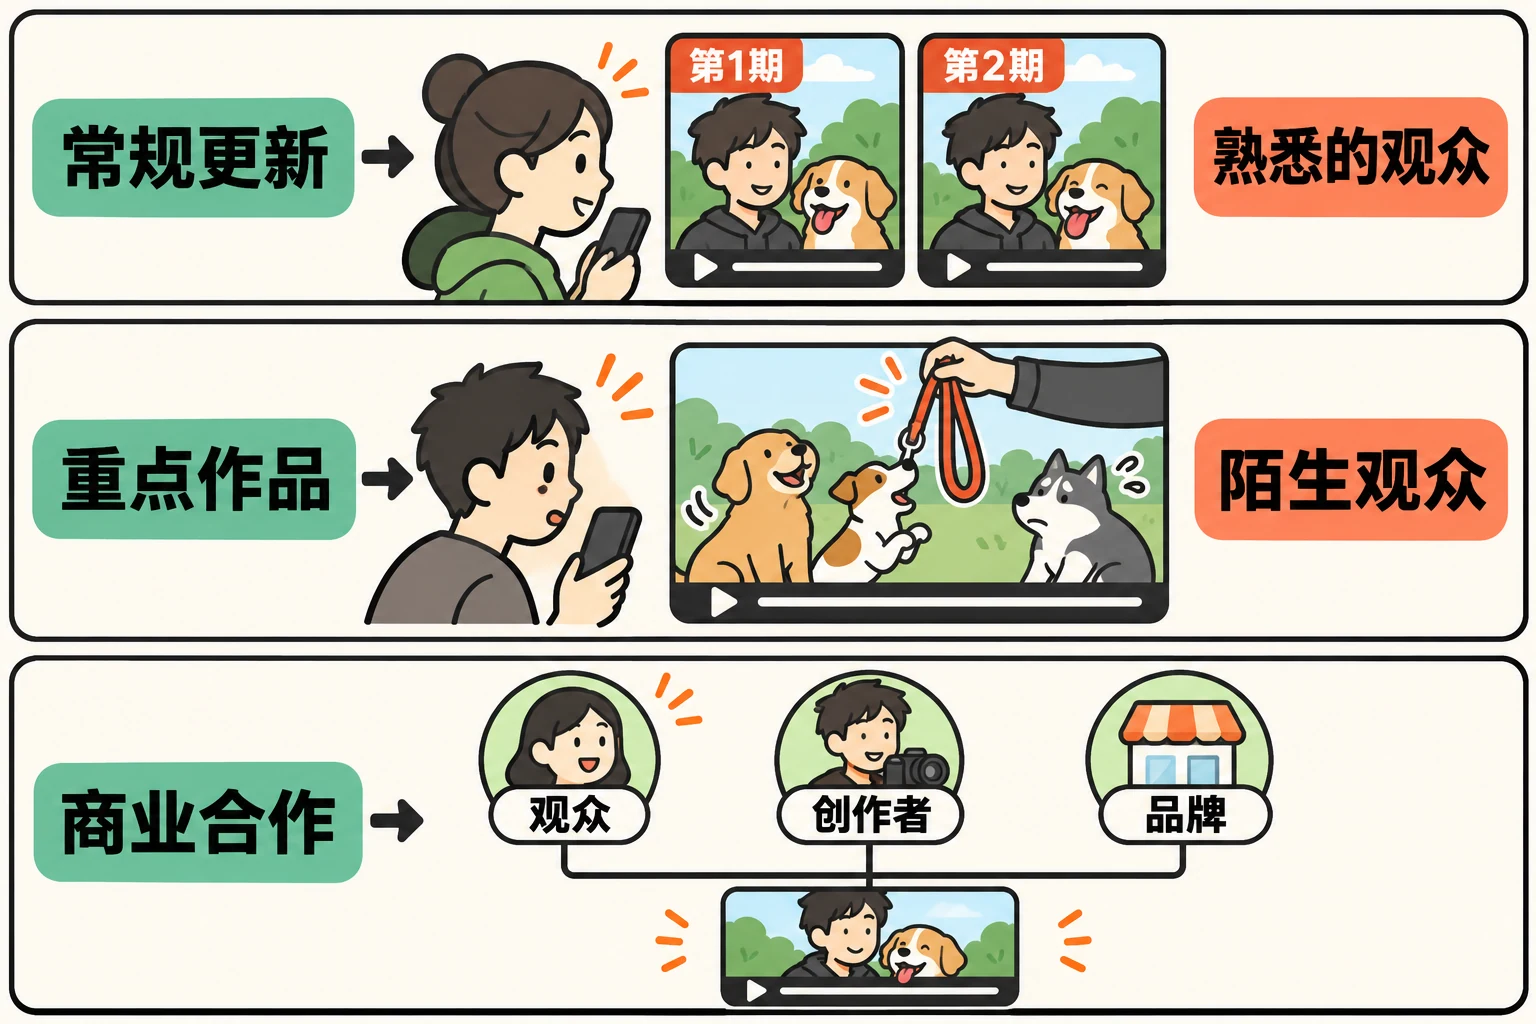 常规更新
第1期
第2期
熟悉的观众
重点作品
陌生观众
商业合作
观众
创作者
品牌